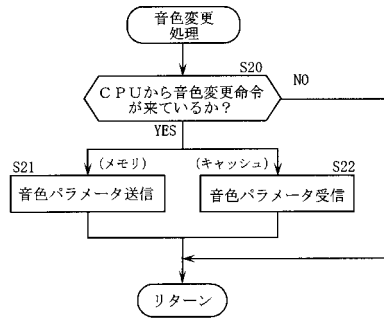 音色変更
処理
S20
NO
CPUから音色変更命令
が来ているか？
YES
S21
(メモリ)
(キャッシュ)
S22
音色パラメータ送信
音色パラメータ受信
リターン